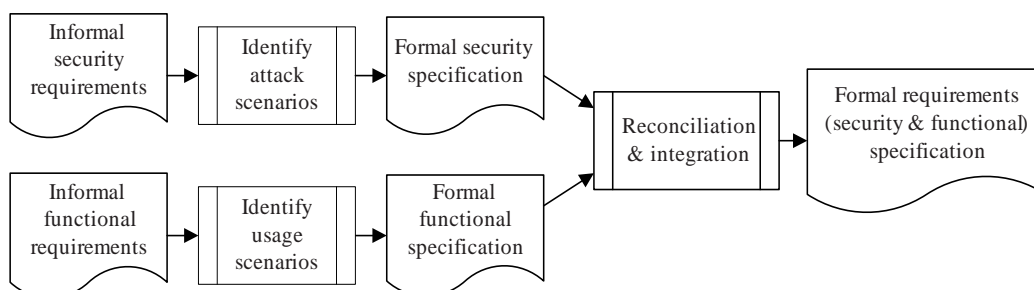 Informal
security
requirements
Identify
attack
scenarios
Formal security
specification
Reconciliation
& integration
Formal requirements
(security & functional)
specification
Informal
functional
requirements
Identify
usage
scenarios
Formal
functional
specification